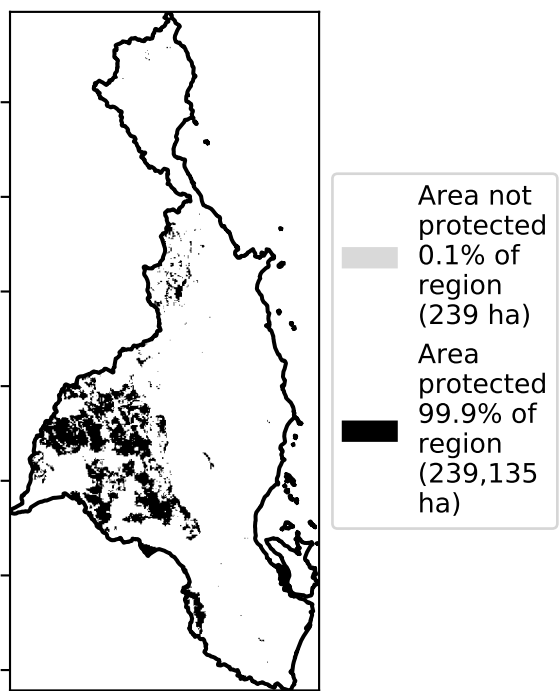 Area not
protected
0.1% of
region
(239 ha)
Area
protected
99.9% of
region
(239,135
ha)